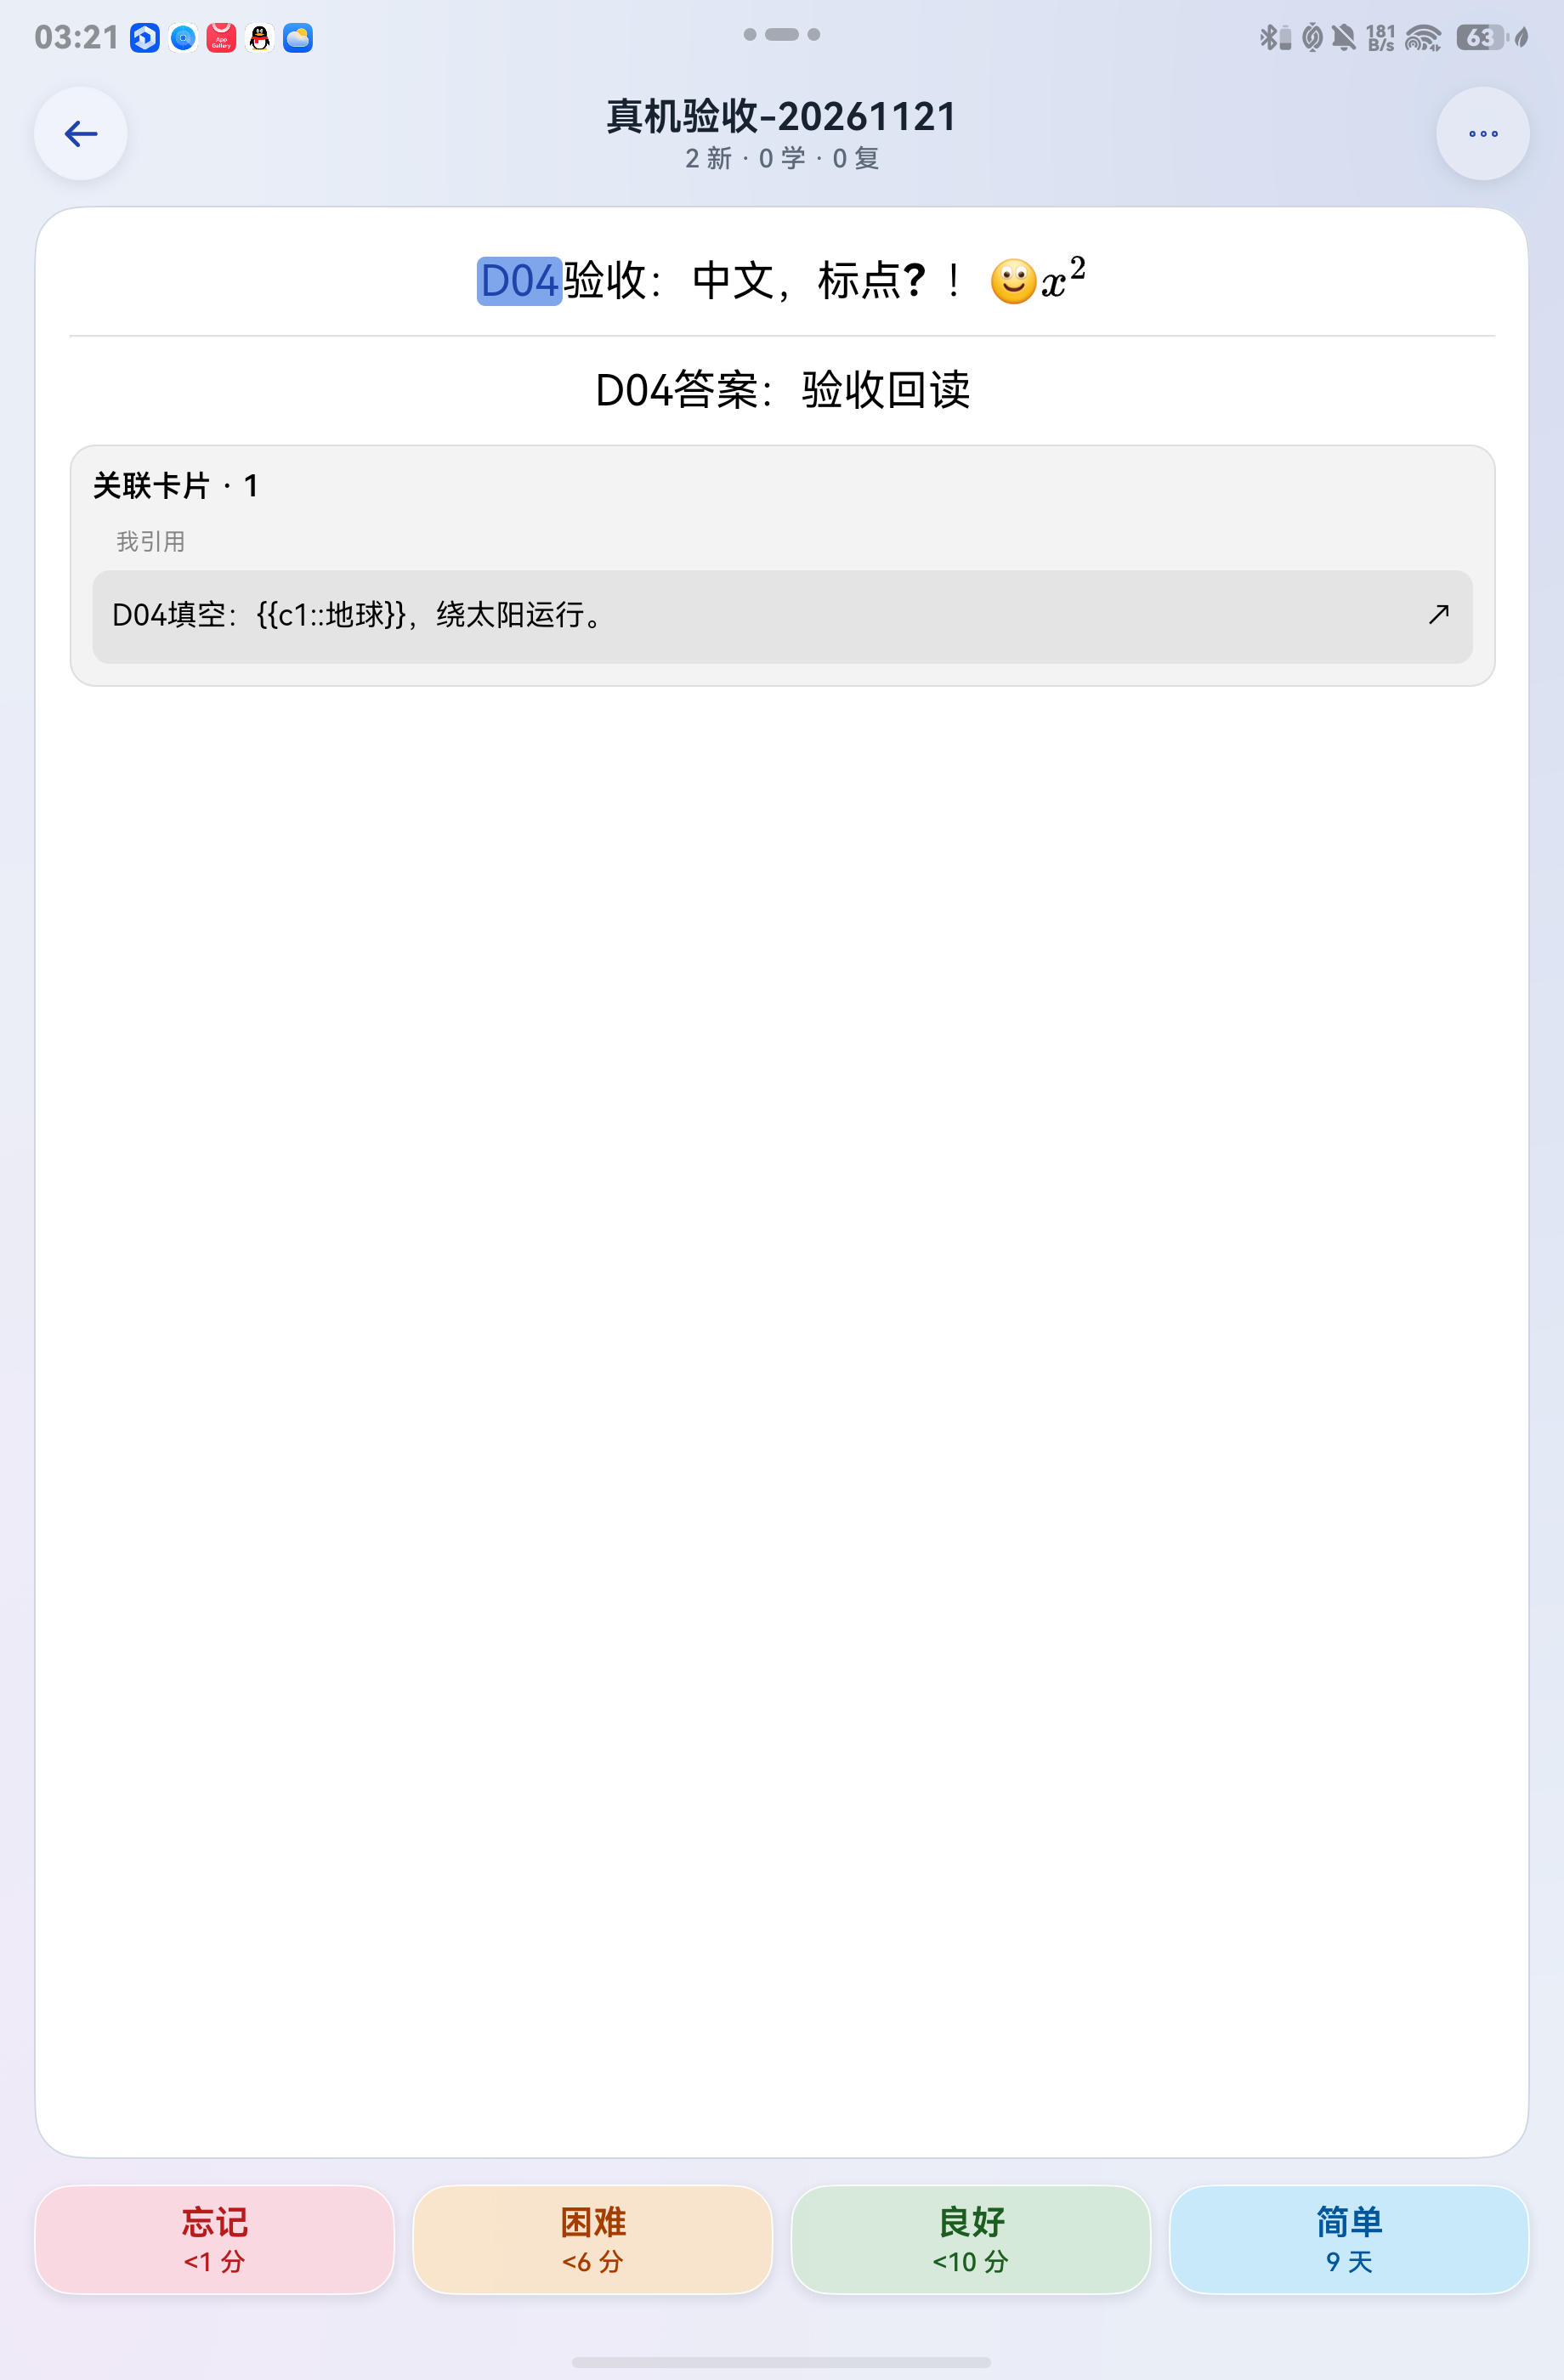 03:21
App Gallery
181 B/s
63
真机验收-20261121
2 新 · 0 学 · 0 复
D04验收：中文，标点?！🙂x²
D04答案：验收回读
关联卡片 · 1
我引用
D04填空：{{c1::地球}}，绕太阳运行。
忘记
<1 分
困难
<6 分
良好
<10 分
简单
9 天